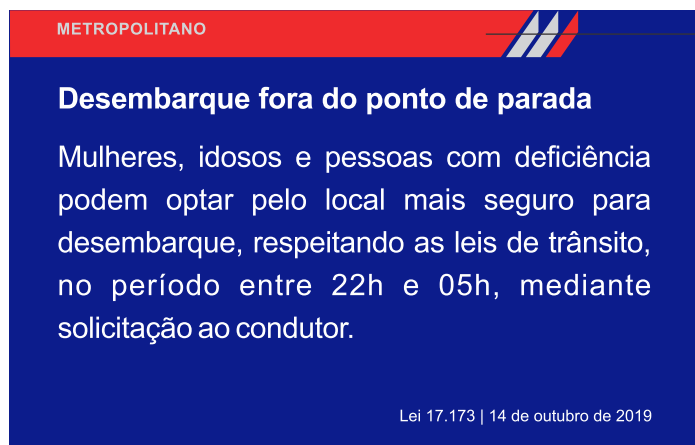 METROPOLITANO
Desembarque fora do ponto de parada
Mulheres, idosos e pessoas com deficiência
podem optar pelo local mais seguro para
desembarque, respeitando as leis de trânsito,
no período entre 22h e 05h, mediante
solicitação ao condutor.
Lei 17.173 | 14 de outubro de 2019